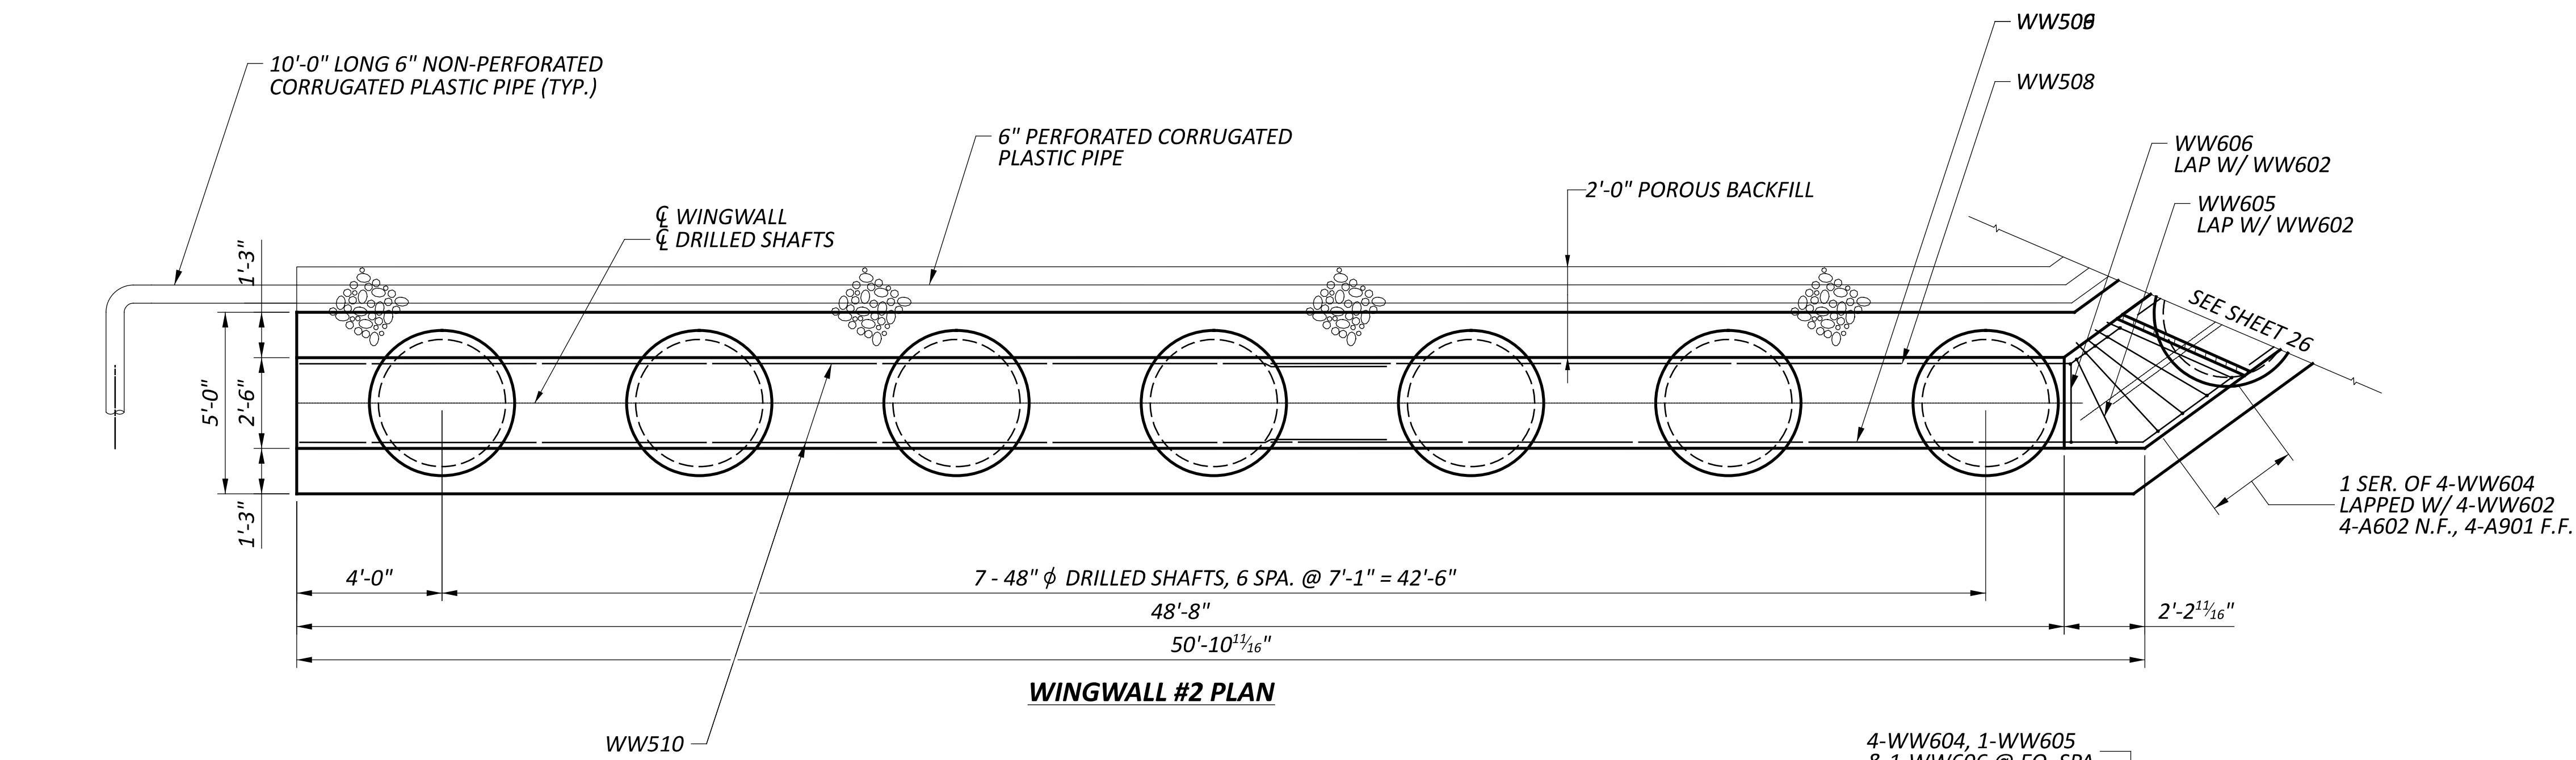 10'-0" LONG 6" NON-PERFORATED
CORRUGATED PLASTIC PIPE (TYP.)
6" PERFORATED CORRUGATED
PLASTIC PIPE
℄ WINGWALL
℄ DRILLED SHAFTS
2'-0" POROUS BACKFILL
WW508
WW606
LAP W/ WW602
WW605
LAP W/ WW602
SEE SHEET 26
1'-3"
5'-0"
2'-6"
1'-3"
1 SER. OF 4-WW604
LAPPED W/ 4-WW602
4-A602 N.F., 4-A901 F.F.
4'-0"
7 - 48" ϕ DRILLED SHAFTS, 6 SPA. @ 7'-1" = 42'-6"
48'-8"
2'-2 11/16"
50'-10 11/16"
WINGWALL #2 PLAN
WW510
4-WW604, 1-WW605